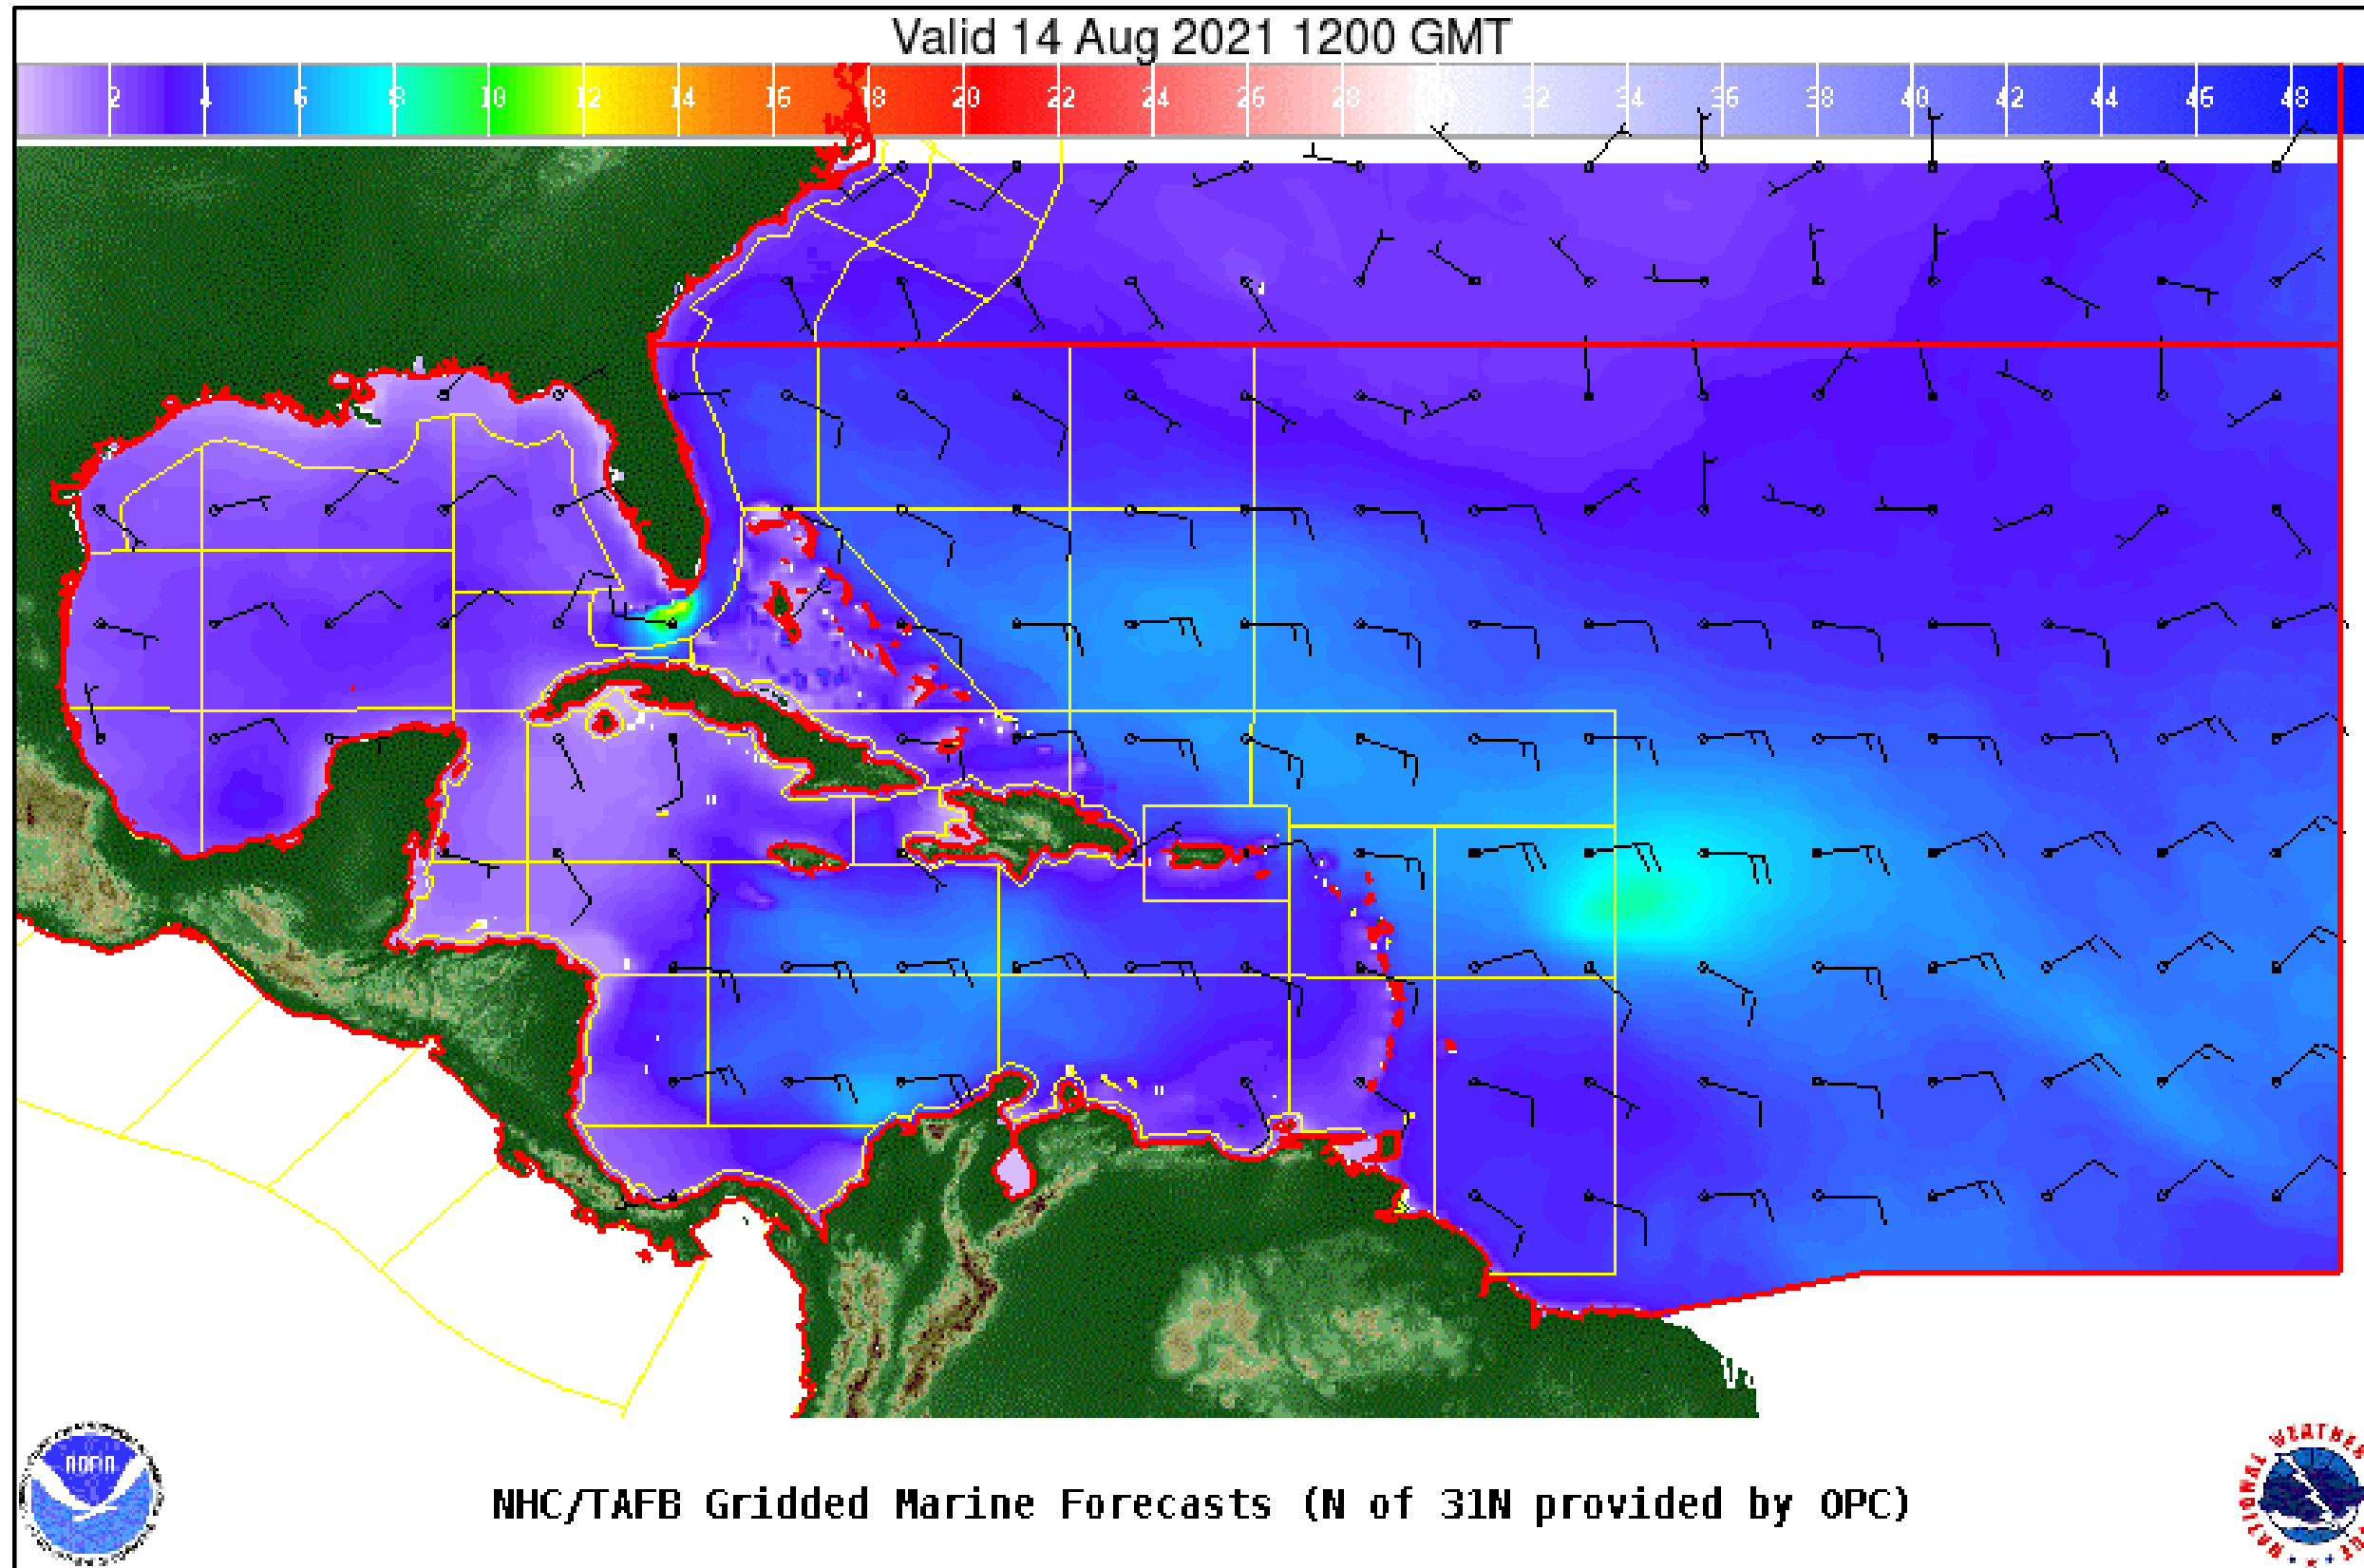 Valid 14 Aug 2021 1200 GMT
2 4 6 8 10 12 14 16 18 20 22 24 26 28 30 32 34 36 38 40 42 44 46 48
NOAA
NHC/TAFB Gridded Marine Forecasts (N of 31N provided by OPC)